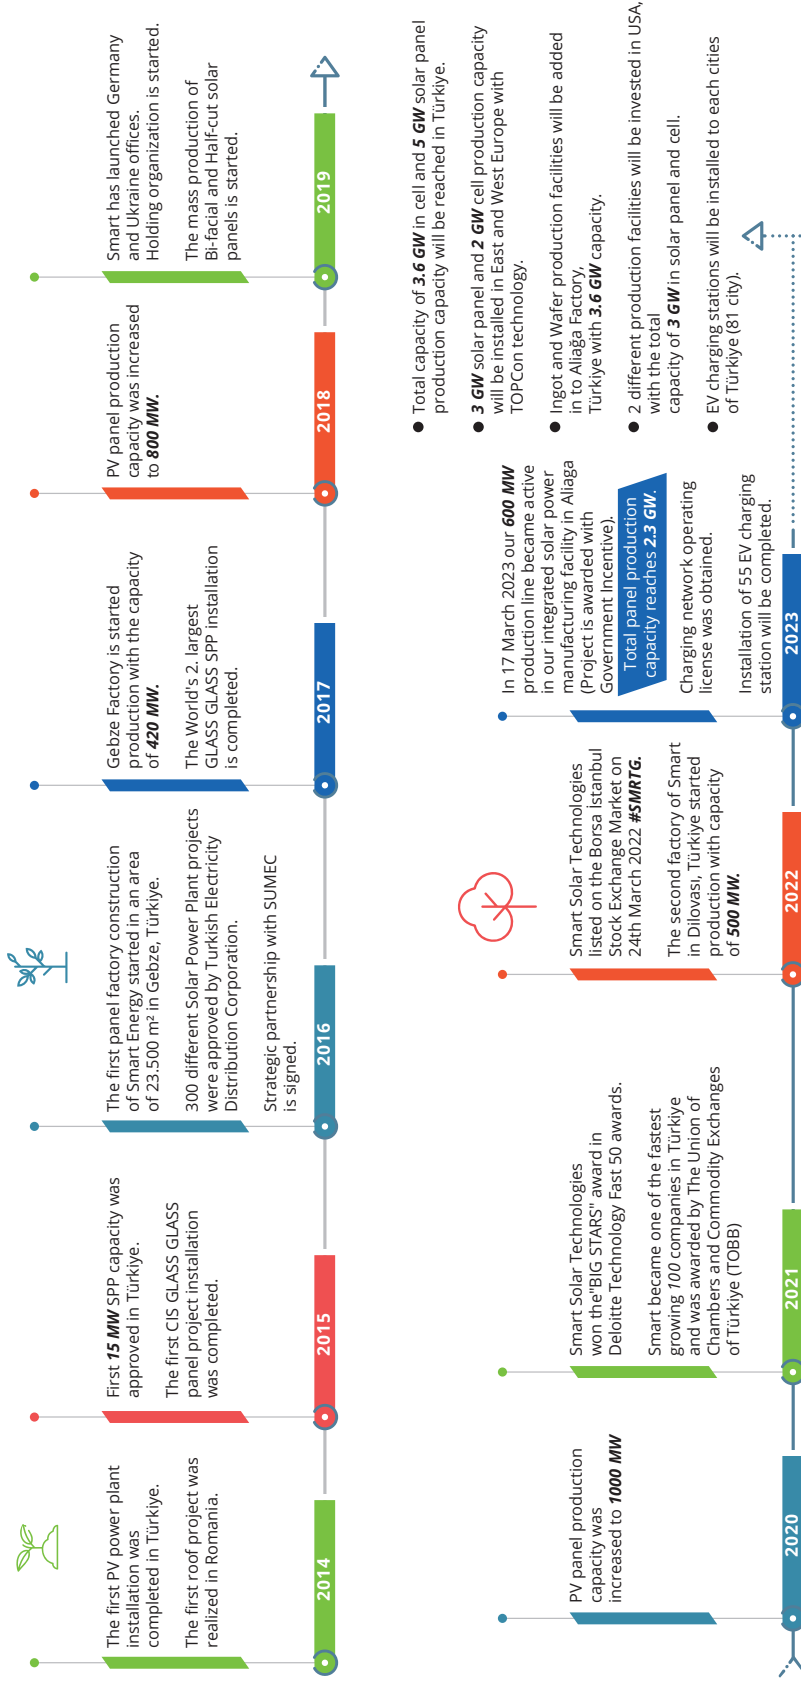 The first PV power plant
installation was
completed in Türkiye.
The first roof project was
realized in Romania.
2014
First 15 MW SPP capacity was
approved in Türkiye.
The first CIS GLASS GLASS
panel project installation
was completed.
2015
The first panel factory construction
of Smart Energy started in an area
of 23.500 m² in Gebze, Türkiye.
300 different Solar Power Plant projects
were approved by Turkish Electricity
Distribution Corporation.
Strategic partnership with SUMEC
is signed.
2016
Gebze Factory is started
production with the capacity
of 420 MW.
The World's 2. largest
GLASS GLASS SPP installation
is completed.
2017
PV panel production
capacity was increased
to 800 MW.
2018
Smart has launched Germany
and Ukraine offices.
Holding organization is started.
The mass production of
Bi-facial and Half-cut solar
panels is started.
2019
PV panel production
capacity was
increased to 1000 MW
2020
Smart Solar Technologies
won the"BIG STARS" award in
Deloitte Technology Fast 50 awards.
Smart became one of the fastest
growing 100 companies in Türkiye
and was awarded by The Union of
Chambers and Commodity Exchanges
of Türkiye (TOBB)
2021
Smart Solar Technologies
listed on the Borsa İstanbul
Stock Exchange Market on
24th March 2022 #SMRTG.
The second factory of Smart
in Dilovası, Türkiye started
production with capacity
of 500 MW.
2022
In 17 March 2023 our 600 MW
production line became active
in our integrated solar power
manufacturing facility in Aliaga
(Project is awarded with
Government Incentive).
Total panel production
capacity reaches 2.3 GW.
Charging network operating
license was obtained.
Installation of 55 EV charging
station will be completed.
2023
● Total capacity of 3.6 GW in cell and 5 GW solar panel
production capacity will be reached in Türkiye.
● 3 GW solar panel and 2 GW cell production capacity
will be installed in East and West Europe with
TOPCon technology.
● Ingot and Wafer production facilities will be added
in to Aliağa Factory,
Türkiye with 3.6 GW capacity.
● 2 different production facilities will be invested in USA,
with the total
capacity of 3 GW in solar panel and cell.
● EV charging stations will be installed to each cities
of Türkiye (81 city).